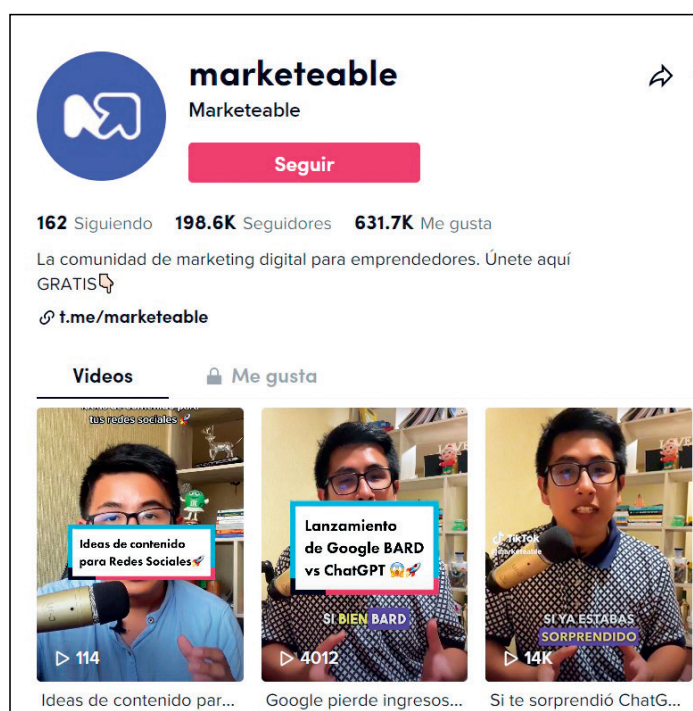 marketeable
Marketeable
Seguir
162 Siguiendo 198.6K Seguidores 631.7K Me gusta
La comunidad de marketing digital para emprendedores. Únete aquí
GRATIS👇🏻
t.me/marketeable
Videos Me gusta
tus redes sociales 🚀
Ideas de contenido
para Redes Sociales🚀
114
Ideas de contenido par...
LOVE
Lanzamiento
de Google BARD
vs ChatGPT 😱🚀
SI BIEN BARD
4012
Google pierde ingresos...
LOVE
TikTok
SI YA ESTABAS
SORPRENDIDO
14K
Si te sorprendió ChatG...